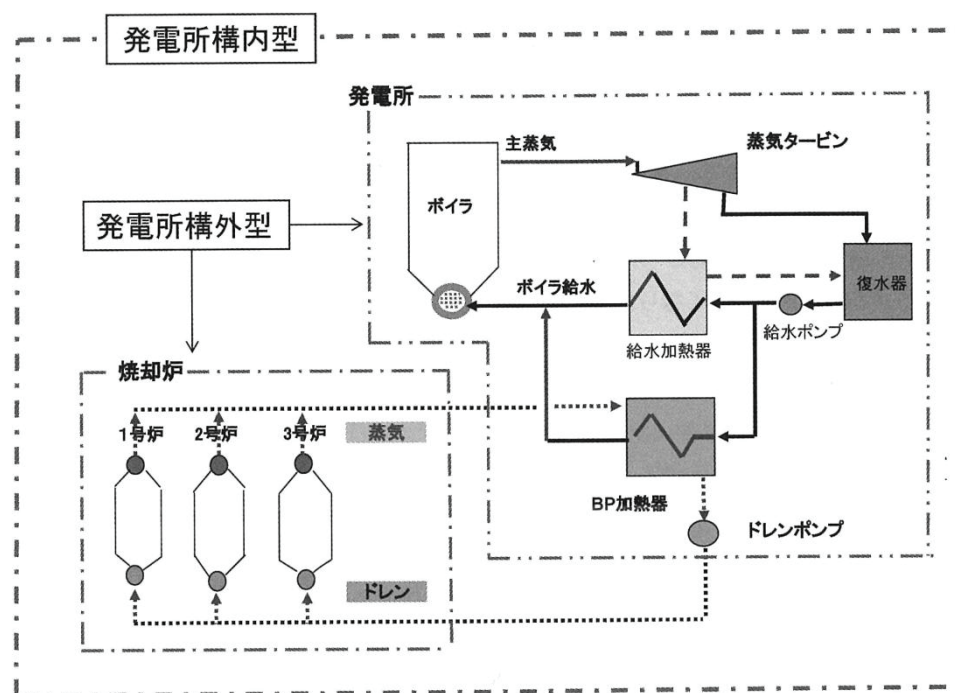 発電所構内型
発電所
主蒸気
蒸気タービン
ボイラ
発電所構外型
ボイラ給水
復水器
給水ポンプ
給水加熱器
焼却炉
1号炉
2号炉
3号炉
蒸気
BP加熱器
ドレンポンプ
ドレン